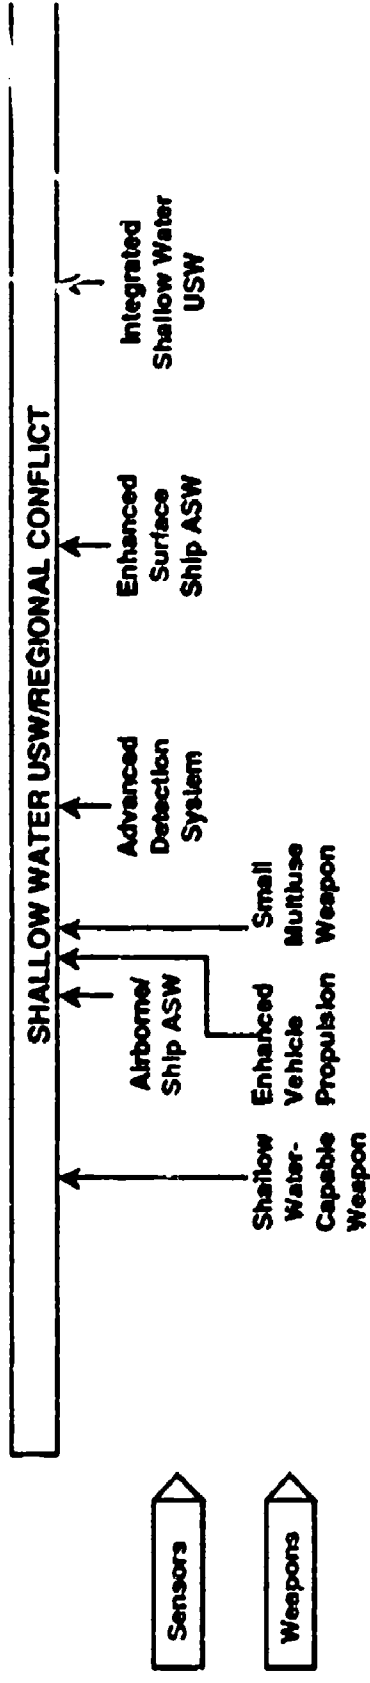 SHALLOW WATER USW/REGIONAL CONFLICT
Sensors
Airborne/
Ship ASW
Advanced
Detection
System
Enhanced
Surface
Ship ASW
Integrated
Shallow Water
USW
Weapons
Shallow
Water-
Capable
Weapon
Enhanced
Vehicle
Propulsion
Small
Multiuse
Weapon